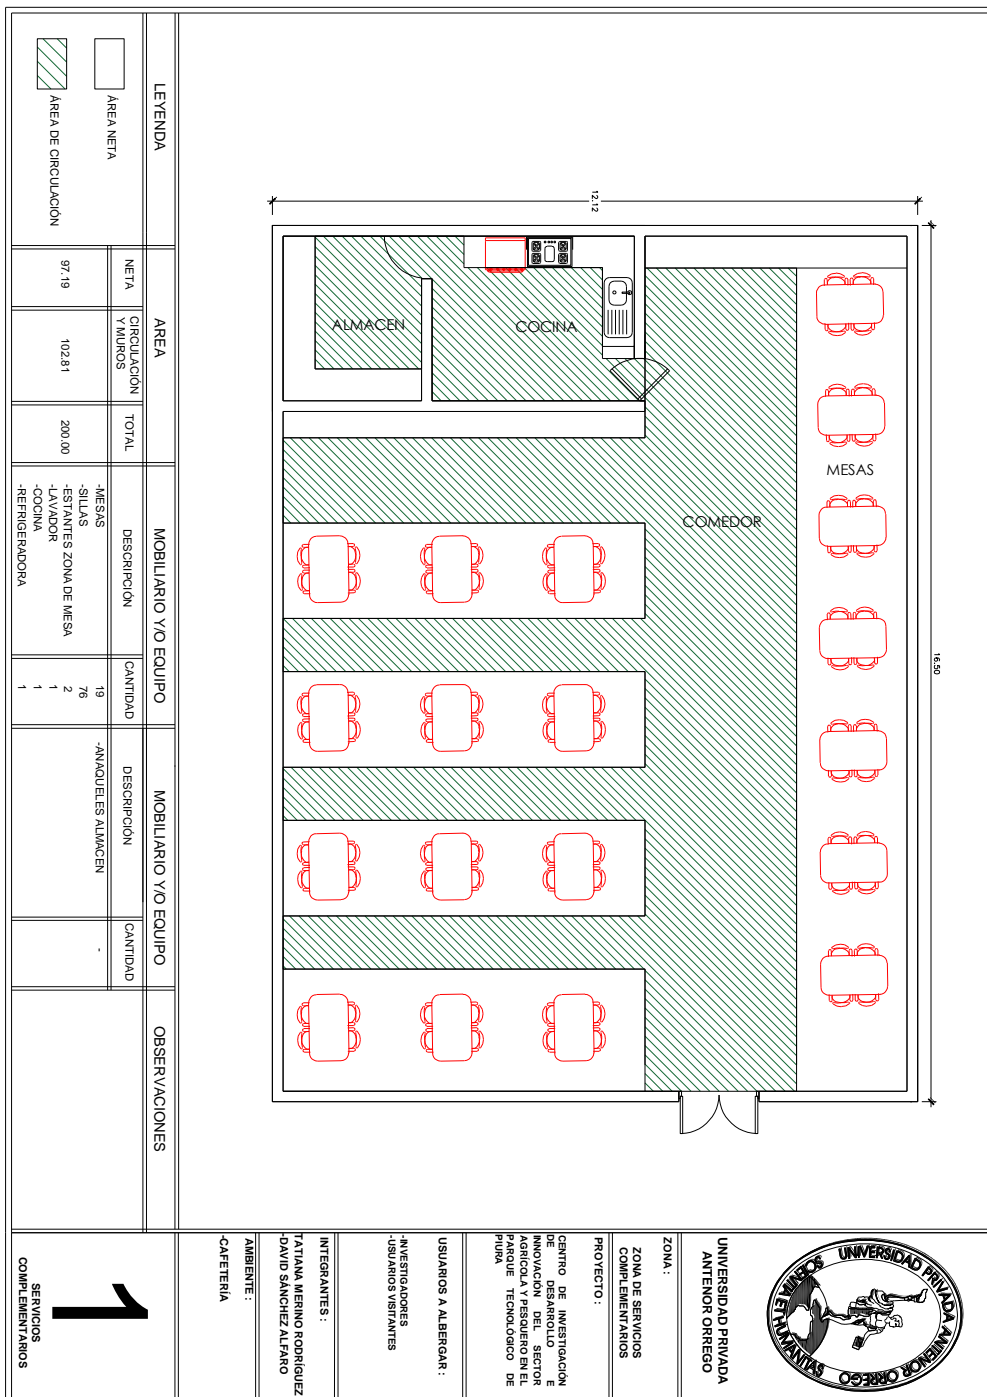 12.12
16.50
ALMACEN
COCINA
COMEDOR
MESAS
LEYENDA
ÁREA NETA
ÁREA DE CIRCULACIÓN
AREA
NETA
CIRCULACIÓN
Y MUROS
TOTAL
97.19
102.81
200.00
MOBILIARIO Y/O EQUIPO
DESCRIPCIÓN
CANTIDAD
-MESAS 19
-SILLAS 76
-ESTANTES ZONA DE MESA 2
-LAVADOR 1
-COCINA 1
-REFRIGERADORA 1
MOBILIARIO Y/O EQUIPO
DESCRIPCIÓN
CANTIDAD
-ANAQUELES ALMACEN -
OBSERVACIONES
UNIVERSIDAD PRIVADA ANTENOR ORREGO
UNIVERSIDAD PRIVADA
ANTENOR ORREGO
ZONA :
ZONA DE SERVICIOS
COMPLEMENTARIOS
PROYECTO :
CENTRO DE INVESTIGACIÓN
DE DESARROLLO E
INNOVACIÓN DEL SECTOR
AGRÍCOLA Y PESQUERO EN EL
PARQUE TECNOLÓGICO DE
PIURA
USUARIOS A ALBERGAR :
-INVESTIGADORES
-USUARIOS VISITANTES
INTEGRANTES :
TATIANA MERINO RODRÍGUEZ
-DAVID SÁNCHEZ ALFARO
AMBIENTE :
-CAFETERÍA
1
SERVICIOS
COMPLEMENTARIOS